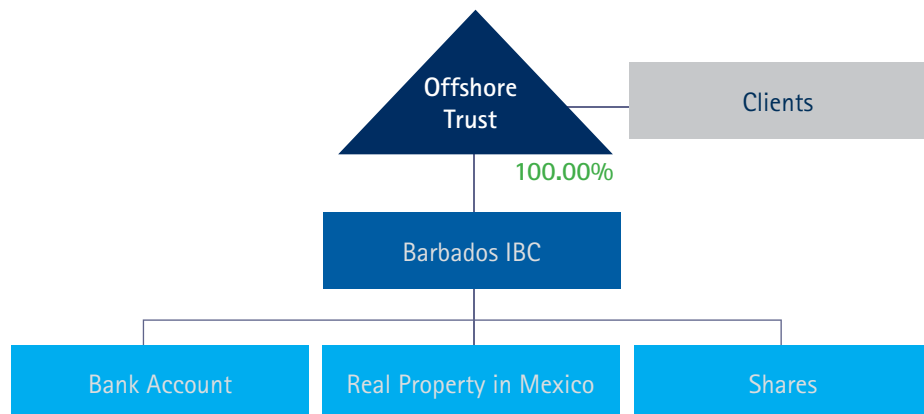 Offshore
Trust
Clients
100.00%
Barbados IBC
Bank Account
Real Property in Mexico
Shares